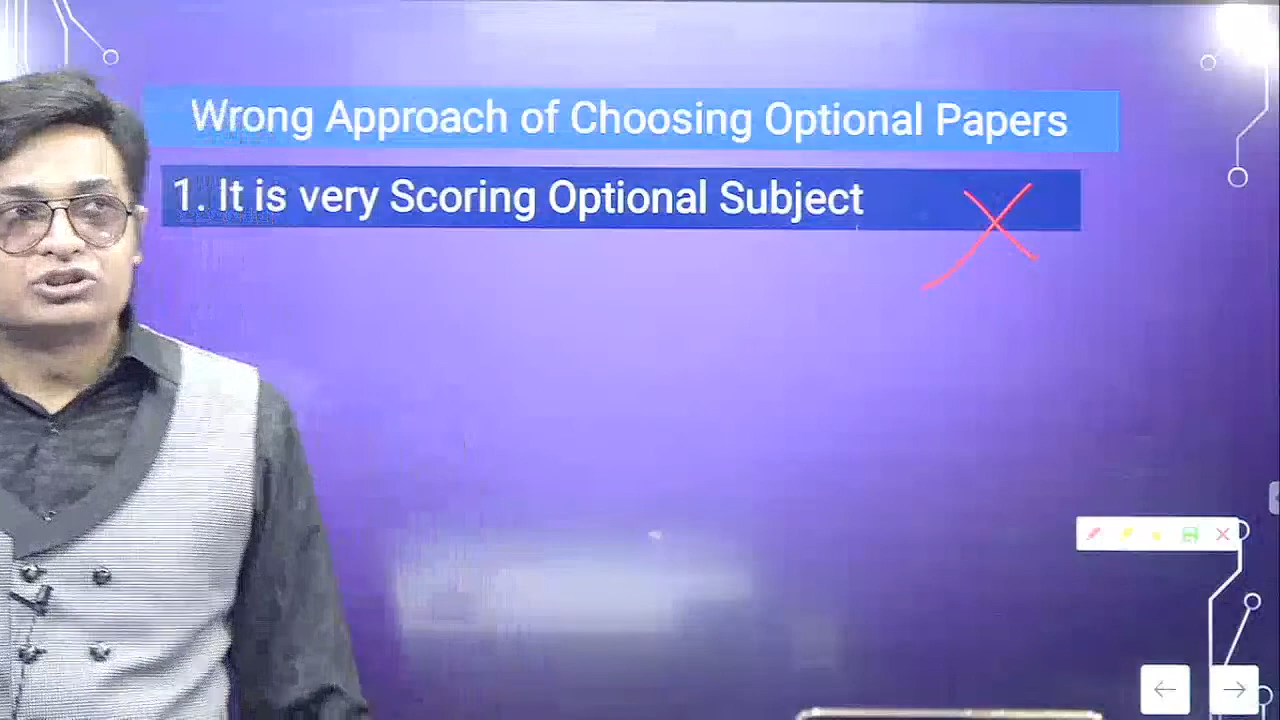 Wrong Approach of Choosing Optional Papers
1. It is very Scoring Optional Subject